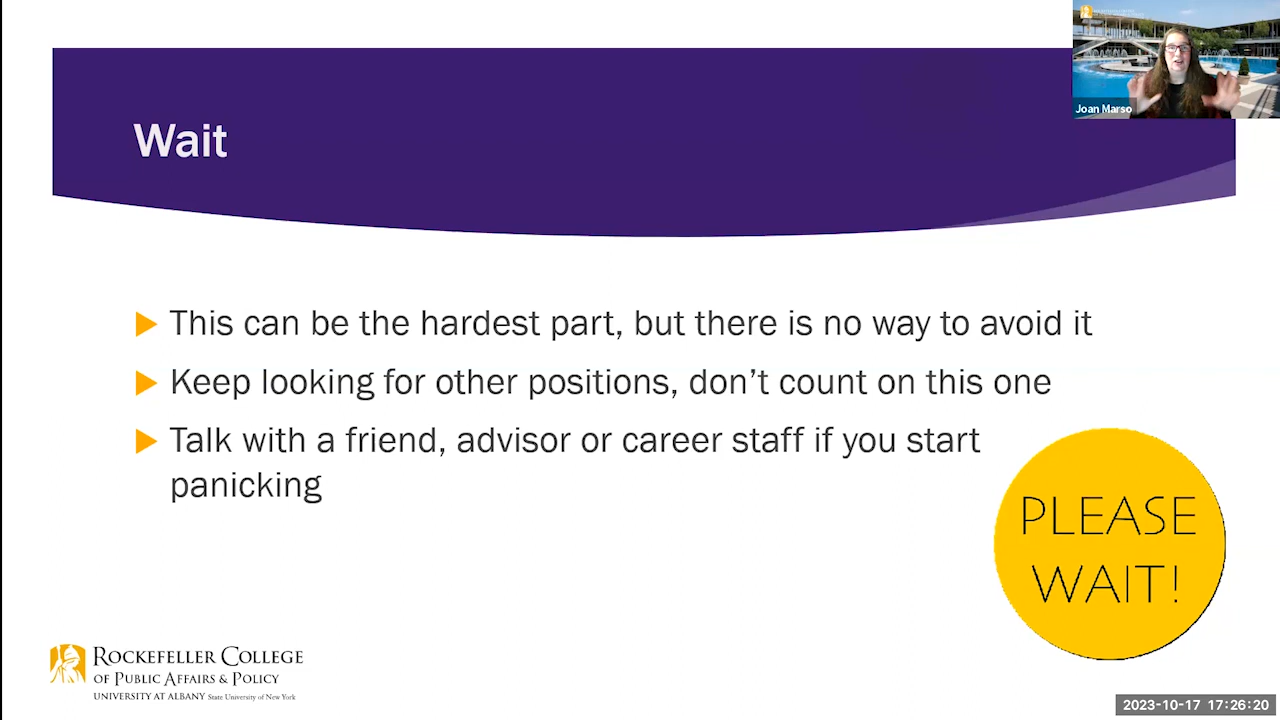 Joan Marso
Wait
This can be the hardest part, but there is no way to avoid it
Keep looking for other positions, don't count on this one
Talk with a friend, advisor or career staff if you start
panicking
PLEASE
WAIT!
ROCKEFELLER COLLEGE
OF PUBLIC AFFAIRS & POLICY
UNIVERSITY AT ALBANY State University of New York
2023-10-17 17:26:20